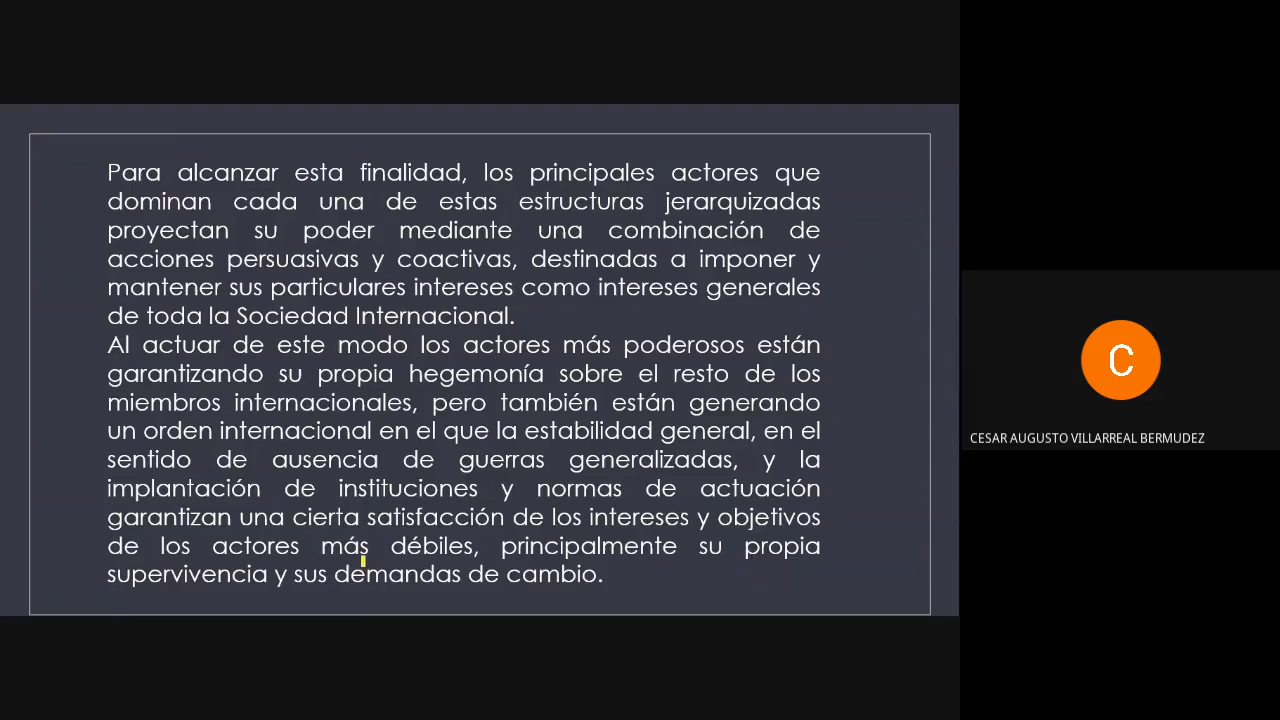 Para alcanzar esta finalidad, los principales actores que
dominan cada una de estas estructuras jerarquizadas
proyectan su poder mediante una combinación de
acciones persuasivas y coactivas, destinadas a imponer y
mantener sus particulares intereses como intereses generales
de toda la Sociedad Internacional.
Al actuar de este modo los actores más poderosos están
garantizando su propia hegemonía sobre el resto de los
miembros internacionales, pero también están generando
un orden internacional en el que la estabilidad general, en el
sentido de ausencia de guerras generalizadas, y la
implantación de instituciones y normas de actuación
garantizan una cierta satisfacción de los intereses y objetivos
de los actores más débiles, principalmente su propia
supervivencia y sus demandas de cambio.
C
CESAR AUGUSTO VILLARREAL BERMUDEZ